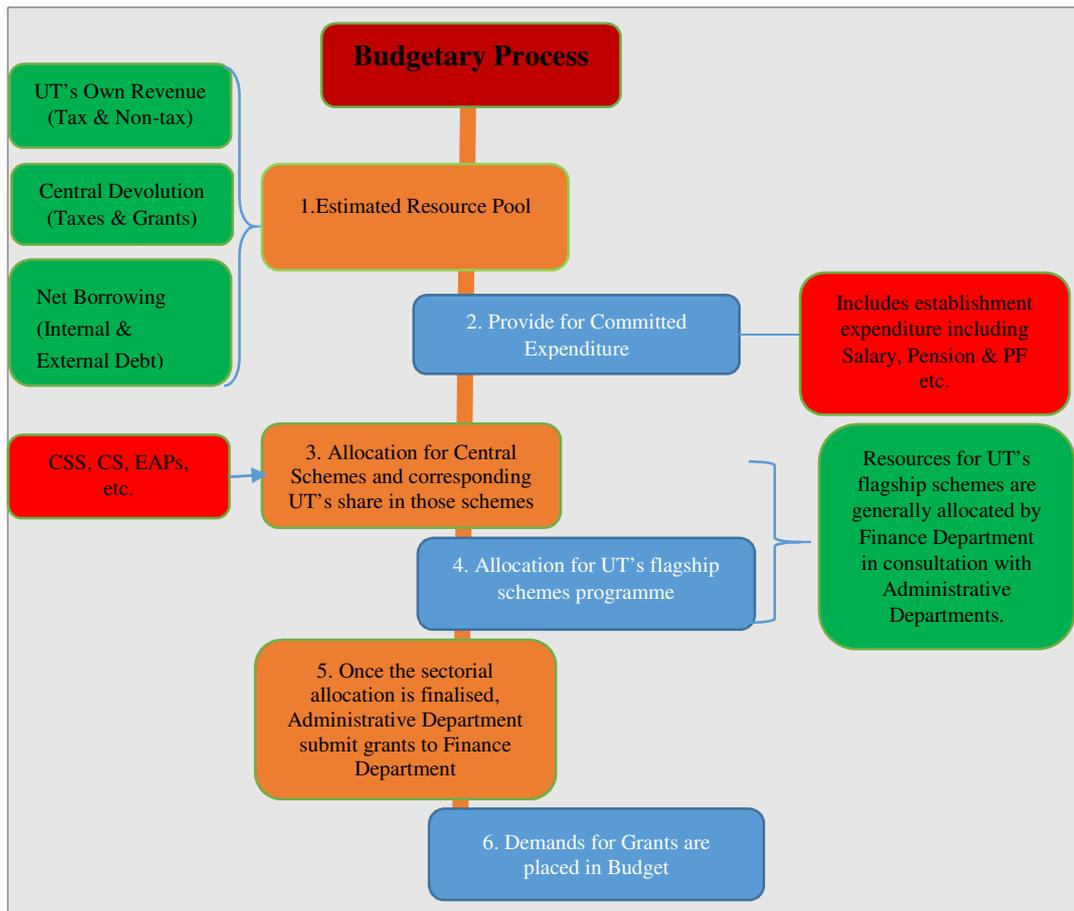 Budgetary Process
UT’s Own Revenue
(Tax & Non-tax)
Central Devolution
(Taxes & Grants)
Net Borrowing
(Internal &
External Debt)
1.Estimated Resource Pool
2. Provide for Committed
Expenditure
Includes establishment
expenditure including
Salary, Pension & PF
etc.
CSS, CS, EAPs,
etc.
3. Allocation for Central
Schemes and corresponding
UT’s share in those schemes
4. Allocation for UT’s flagship
schemes programme
Resources for UT’s
flagship schemes are
generally allocated by
Finance Department
in consultation with
Administrative
Departments.
5. Once the sectorial
allocation is finalised,
Administrative Department
submit grants to Finance
Department
6. Demands for Grants are
placed in Budget